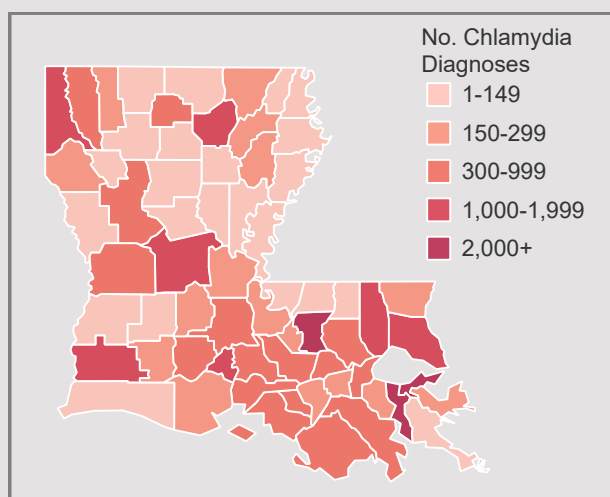 No. Chlamydia
Diagnoses
1-149
150-299
300-999
1,000-1,999
2,000+